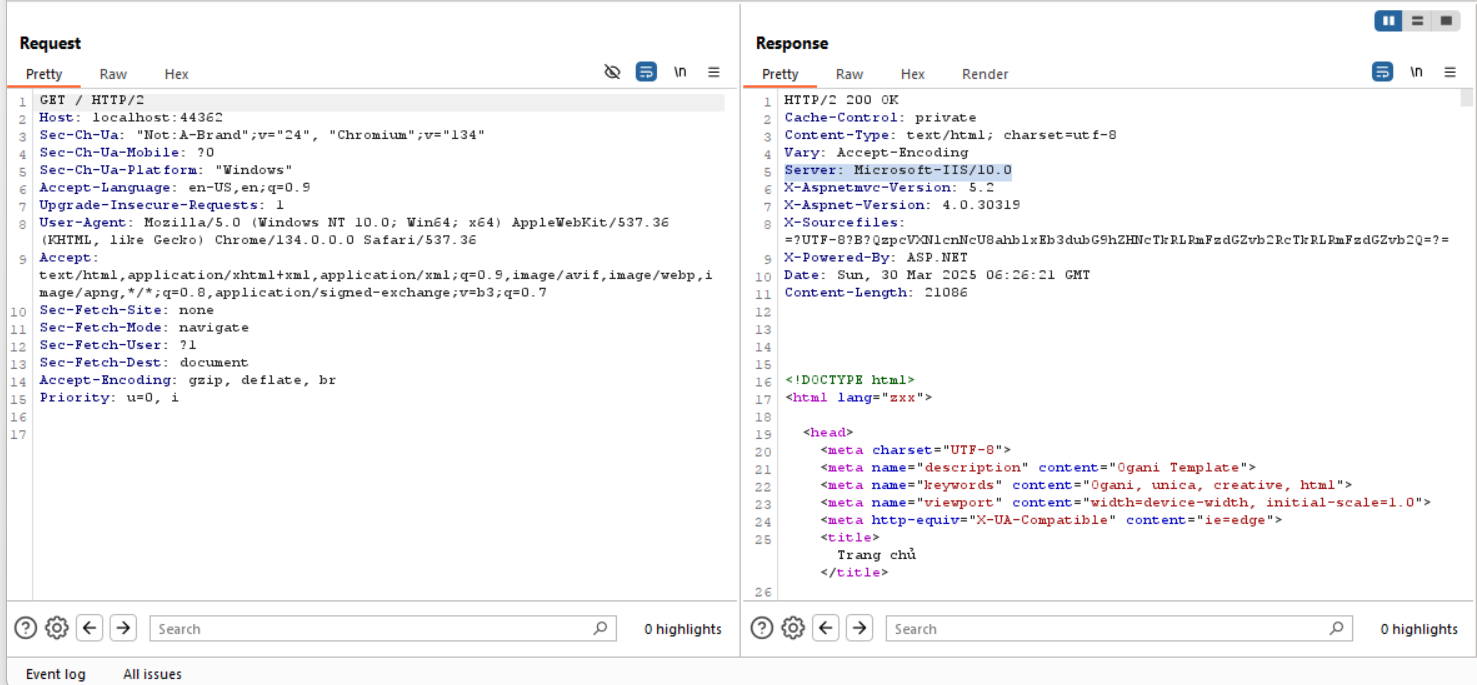 Request
Pretty Raw Hex
\n
1 GET / HTTP/2
2 Host: localhost:44362
3 Sec-Ch-Ua: "Not:A-Brand";v="24", "Chromium";v="134"
4 Sec-Ch-Ua-Mobile: ?0
5 Sec-Ch-Ua-Platform: "Windows"
6 Accept-Language: en-US,en;q=0.9
7 Upgrade-Insecure-Requests: 1
8 User-Agent: Mozilla/5.0 (Windows NT 10.0; Win64; x64) AppleWebKit/537.36
(KHTML, like Gecko) Chrome/134.0.0.0 Safari/537.36
9 Accept:
text/html,application/xhtml+xml,application/xml;q=0.9,image/avif,image/webp,i
mage/apng,*/*;q=0.8,application/signed-exchange;v=b3;q=0.7
10 Sec-Fetch-Site: none
11 Sec-Fetch-Mode: navigate
12 Sec-Fetch-User: ?1
13 Sec-Fetch-Dest: document
14 Accept-Encoding: gzip, deflate, br
15 Priority: u=0, i
16
17
Search
0 highlights
Response
Pretty Raw Hex Render
\n
1 HTTP/2 200 OK
2 Cache-Control: private
3 Content-Type: text/html; charset=utf-8
4 Vary: Accept-Encoding
5 Server: Microsoft-IIS/10.0
6 X-Aspnetmvc-Version: 5.2
7 X-Aspnet-Version: 4.0.30319
8 X-Sourcefiles:
=?UTF-8?B?QzpcVXNlcnNcU8ahblxEb3dubG9hZHNcTkRLRmFzdGZvb2RcTkRLRmFzdGZvb2Q=?=
9 X-Powered-By: ASP.NET
10 Date: Sun, 30 Mar 2025 06:26:21 GMT
11 Content-Length: 21086
12
13
14
15
16 <!DOCTYPE html>
17 <html lang="zxx">
18
19 <head>
20 <meta charset="UTF-8">
21 <meta name="description" content="Ogani Template">
22 <meta name="keywords" content="Ogani, unica, creative, html">
23 <meta name="viewport" content="width=device-width, initial-scale=1.0">
24 <meta http-equiv="X-UA-Compatible" content="ie=edge">
25 <title>
Trang chủ
</title>
26
Search
0 highlights
Event log All issues